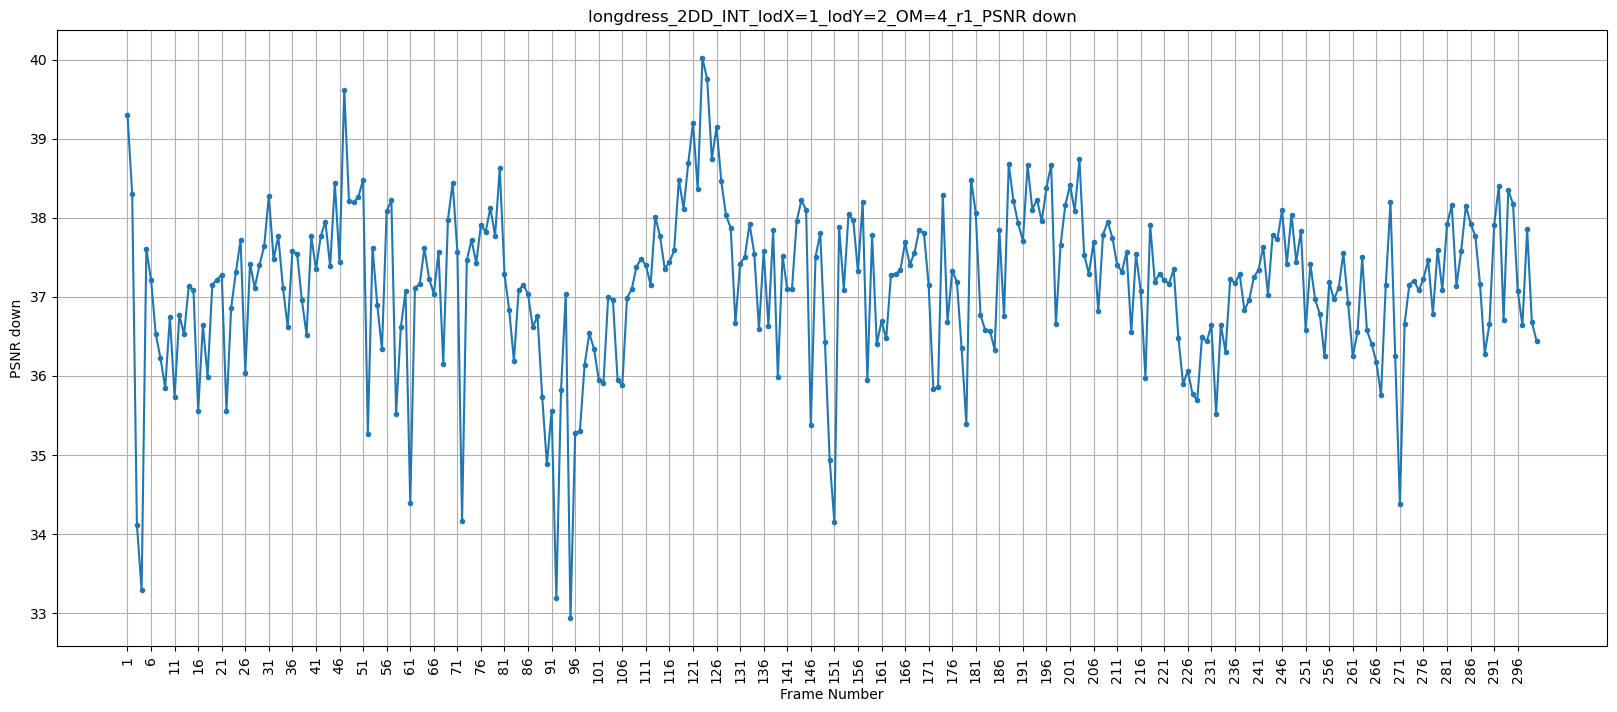 longdress_2DD_INT_lodX=1_lodY=2_OM=4_r1_PSNR down
PSNR down
40
39
38
37
36
35
34
33
1 6 11 16 21 26 31 36 41 46 51 56 61 66 71 76 81 86 91 96 101 106 111 116 121 126 131 136 141 146 151 156 161 166 171 176 181 186 191 196 201 206 211 216 221 226 231 236 241 246 251 256 261 266 271 276 281 286 291 296
Frame Number